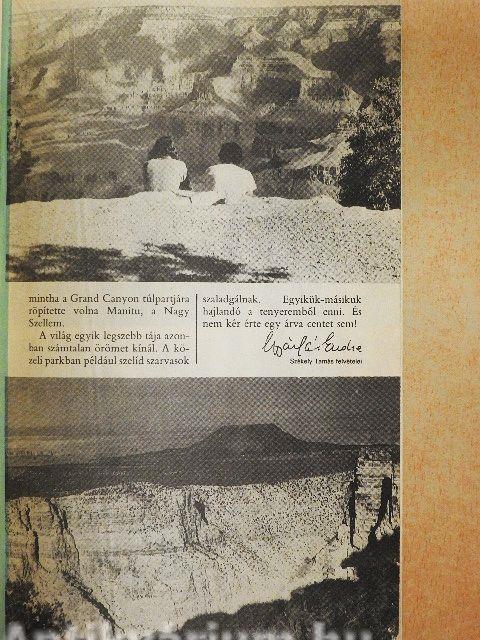 mintha a Grand Canyon túlpartjára
röpítette volna Manitu, a Nagy
Szellem.
A világ egyik legszebb tája azon-
ban számtalan örömet kínál. A kö-
zeli parkban például szelíd szarvasok
szaladgálnak. Egyikük-másikuk
hajlandó a tenyeremből enni. És
nem kér érte egy árva centet sem!
Székely Tamás felvételei
Antikvárium.hu